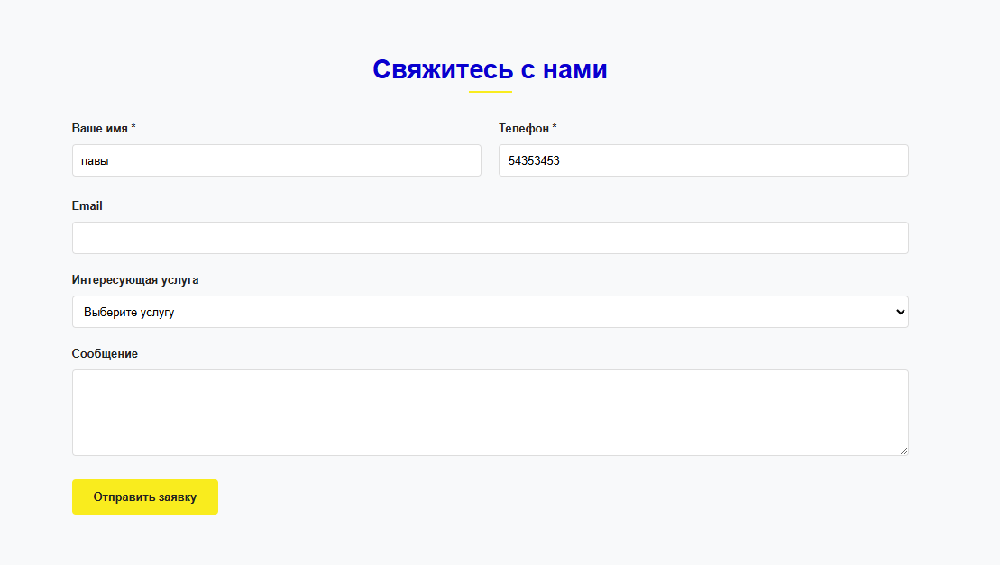 Свяжитесь с нами
Ваше имя *
Телефон *
павы
54353453
Email
Интересующая услуга
Выберите услугу
Сообщение
Отправить заявку